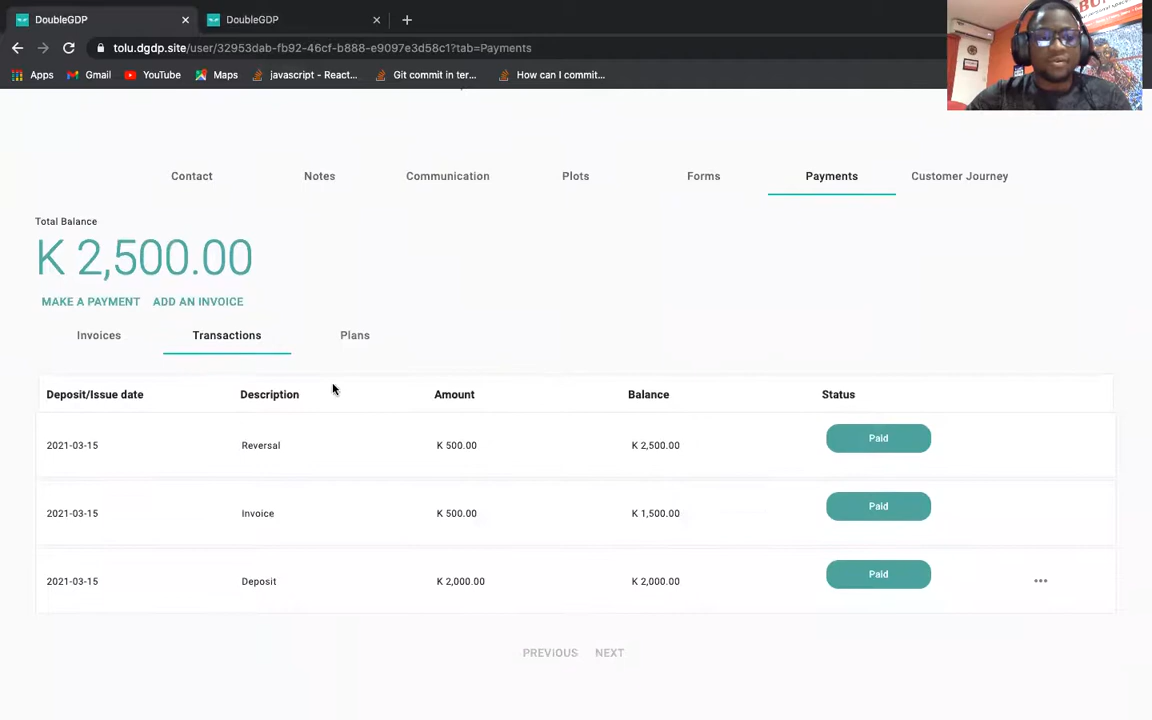 DoubleGDP
DoubleGDP
tolu.dgdp.site/user/32953dab-fb92-46cf-b888-e9097e3d58c1?tab=Payments
Apps Gmail YouTube Maps javascript - React... Git commit in ter... How can I commit...
Contact Notes Communication Plots Forms Payments Customer Journey
Total Balance
K 2,500.00
MAKE A PAYMENT ADD AN INVOICE
Invoices Transactions Plans
Deposit/Issue date Description Amount Balance Status
2021-03-15 Reversal K 500.00 K 2,500.00 Paid
2021-03-15 Invoice K 500.00 K 1,500.00 Paid
2021-03-15 Deposit K 2,000.00 K 2,000.00 Paid
PREVIOUS NEXT